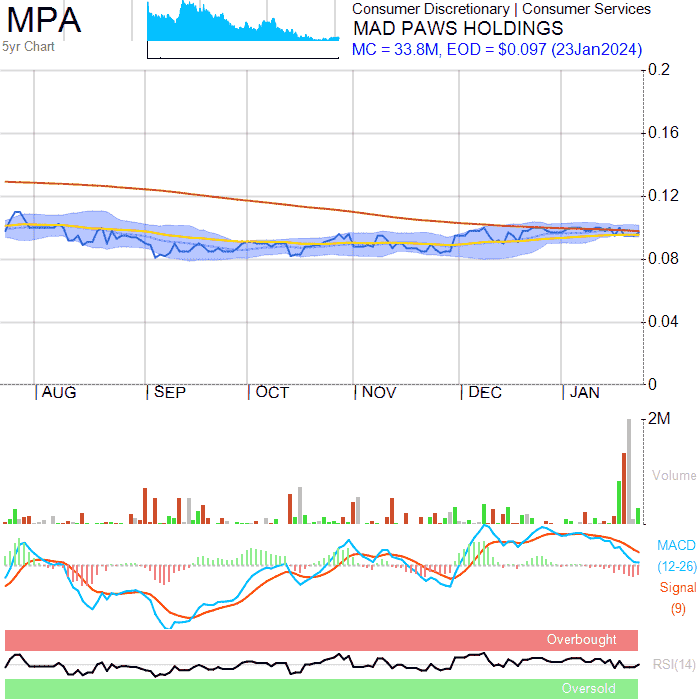 MPA
5yr Chart
Consumer Discretionary | Consumer Services
MAD PAWS HOLDINGS
MC = 33.8M, EOD = $0.097 (23Jan2024)
0.2
0.16
0.12
0.08
0.04
0
AUG
SEP
OCT
NOV
DEC
JAN
2M
Volume
MACD
(12-26)
Signal
(9)
Overbought
RSI(14)
Oversold